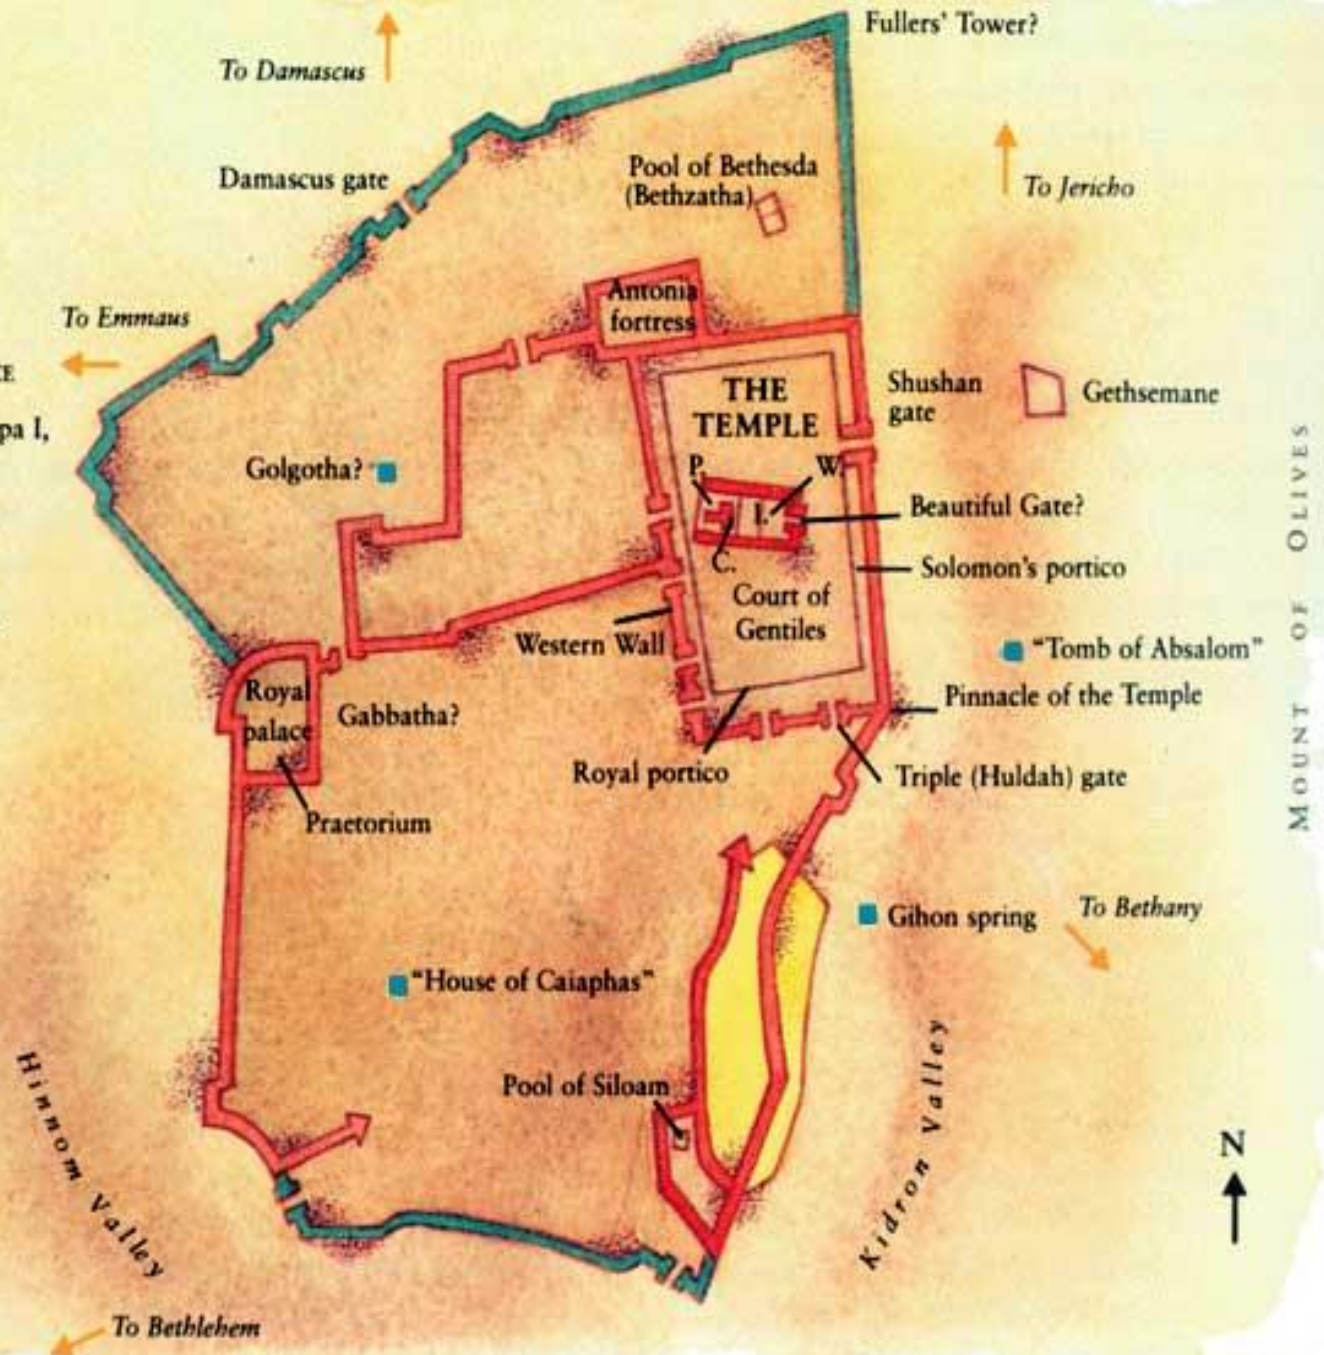 Fullers' Tower?
To Damascus
Damascus gate
Pool of Bethesda
(Bethzatha)
To Jericho
To Emmaus
Antonia
fortress
pa I,
THE
TEMPLE
Shushan
gate
Gethsemane
Golgotha?
P.
W.
I.
C.
Beautiful Gate?
Solomon's portico
Court of
Gentiles
Western Wall
"Tomb of Absalom"
MOUNT OF OLIVES
Royal
palace
Gabbatha?
Pinnacle of the Temple
Royal portico
Triple (Huldah) gate
Praetorium
Gihon spring
To Bethany
"House of Caiaphas"
Pool of Siloam
Hinnom Valley
Kidron Valley
N
To Bethlehem